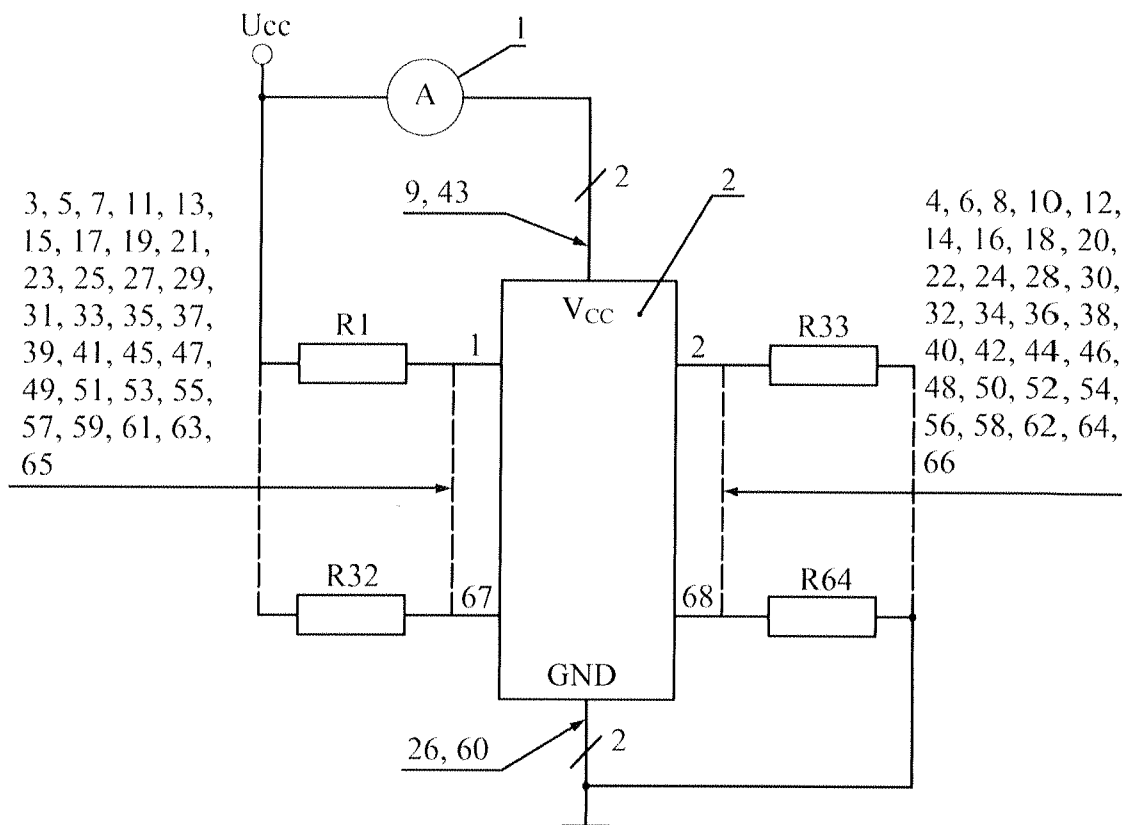 Ucc
1
A
2
9, 43
2
3, 5, 7, 11, 13,
15, 17, 19, 21,
23, 25, 27, 29,
31, 33, 35, 37,
39, 41, 45, 47,
49, 51, 53, 55,
57, 59, 61, 63,
65
4, 6, 8, 10, 12,
14, 16, 18, 20,
22, 24, 28, 30,
32, 34, 36, 38,
40, 42, 44, 46,
48, 50, 52, 54,
56, 58, 62, 64,
66
VCC
R1
1
2
R33
R32
67
68
R64
GND
26, 60
2